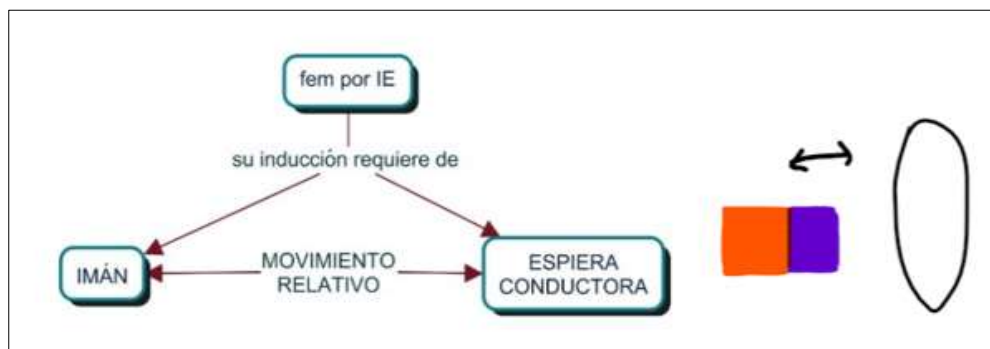 fem por IE
su inducción requiere de
IMÁN
MOVIMIENTO
RELATIVO
ESPIERA
CONDUCTORA